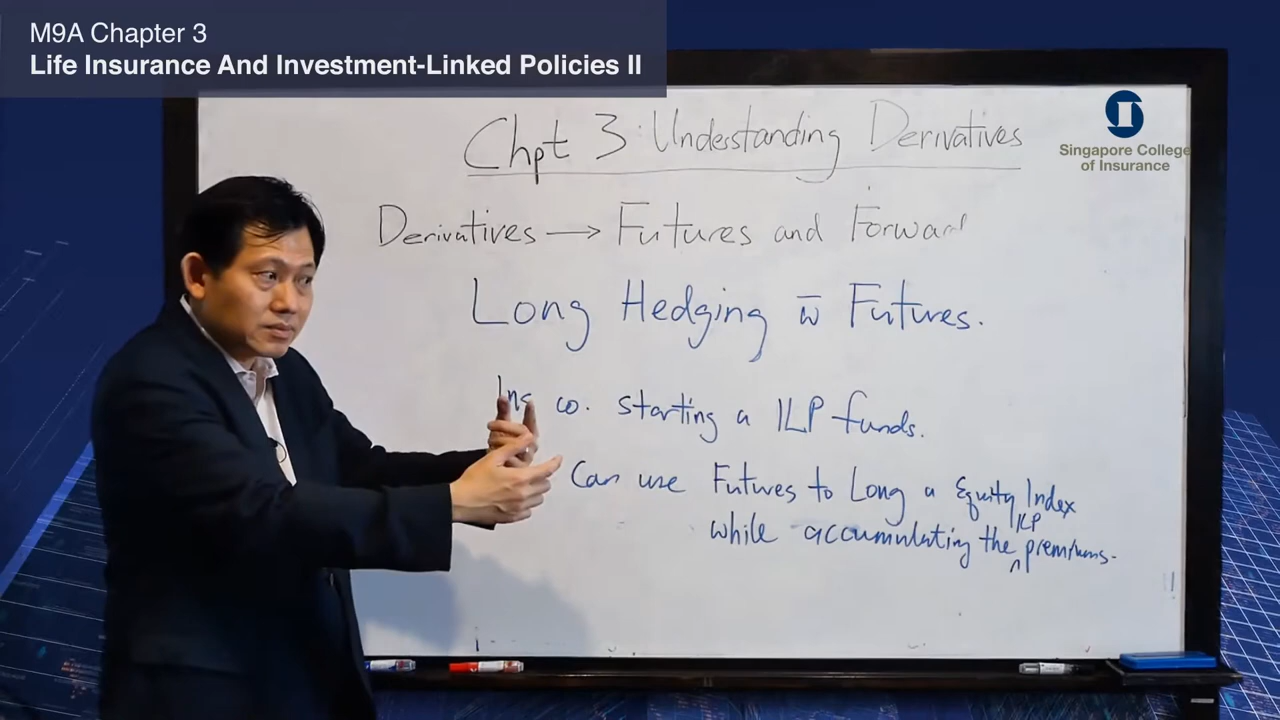 M9A Chapter 3
Life Insurance And Investment-Linked Policies II
Singapore College
of Insurance
Chpt 3: Understanding Derivatives
Derivatives → Futures and Forward
Long Hedging w̄ Futures.
Ins co. starting a ILP funds.
Can use Futures to Long a Equity Index
while accumulating the ILP premiums.